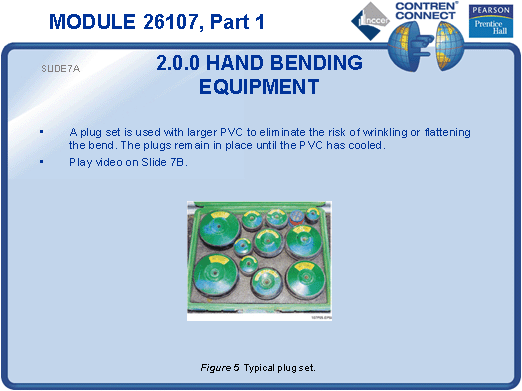 MODULE 26107, Part 1
nccer
CONTREN®
CONNECT
PEARSON
Prentice
Hall
SLIDE 7A
2.0.0 HAND BENDING
EQUIPMENT
• A plug set is used with larger PVC to eliminate the risk of wrinkling or flattening
the bend. The plugs remain in place until the PVC has cooled.
• Play video on Slide 7B.
Figure 5 Typical plug set.